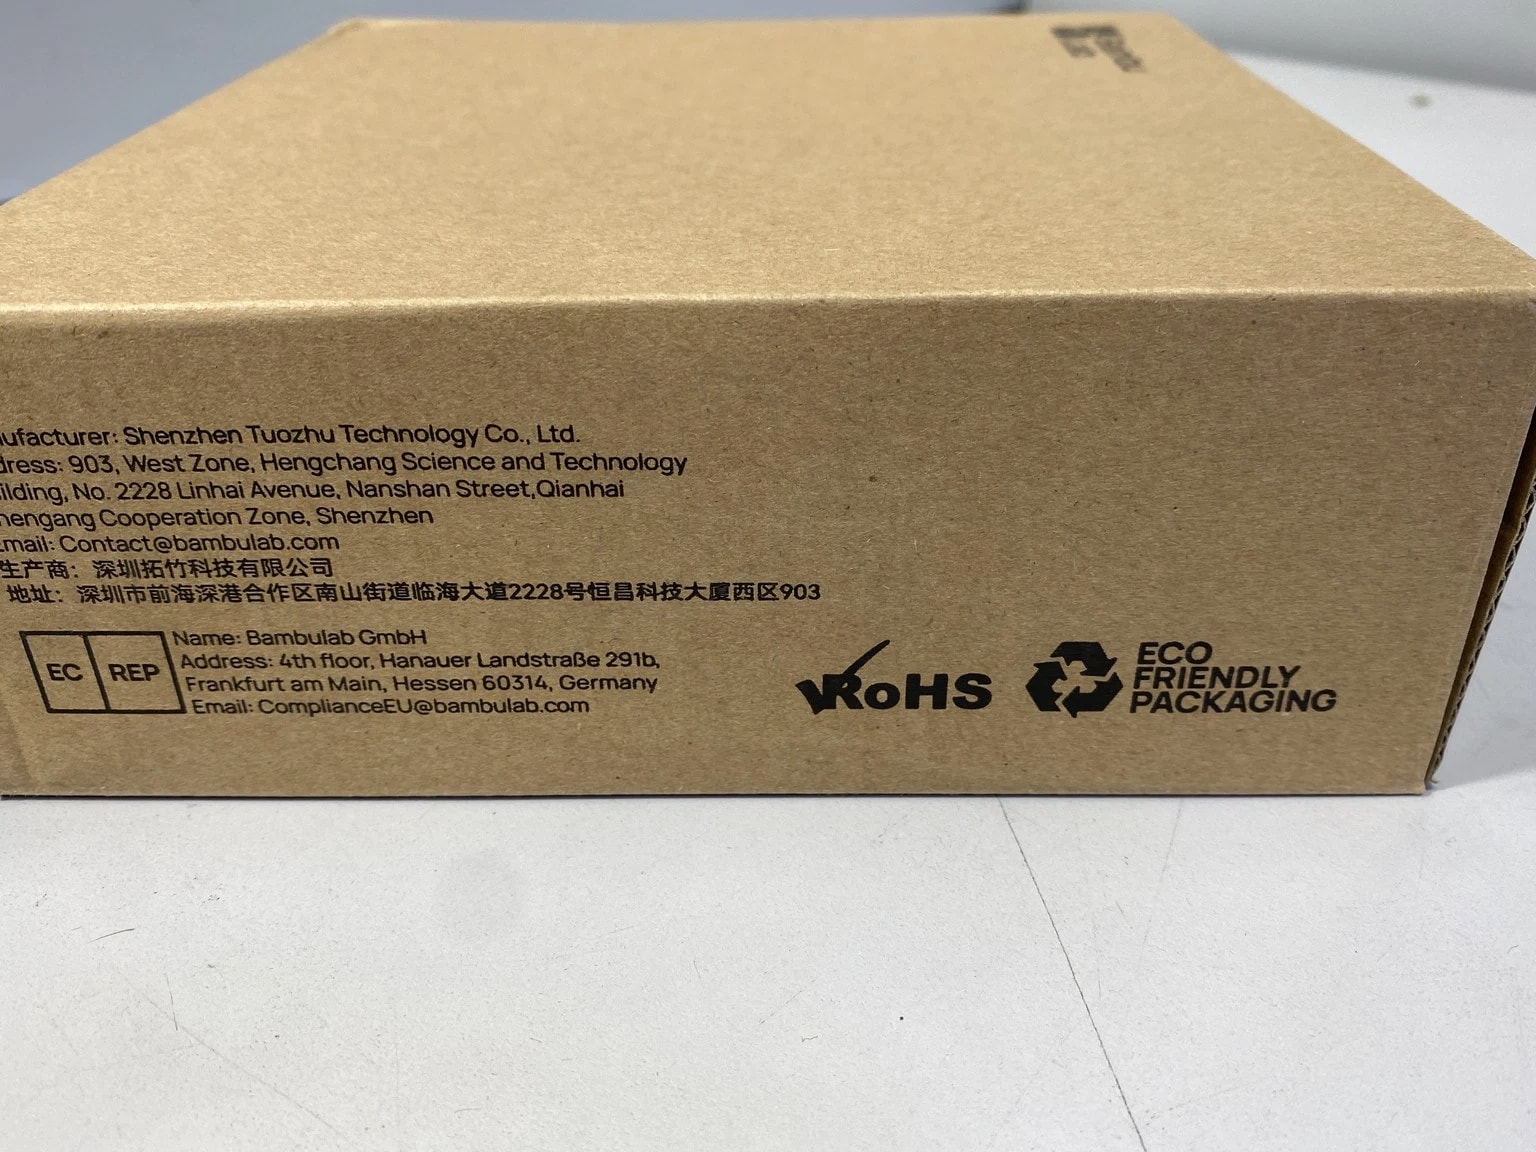 Bambu
Lab
nufacturer: Shenzhen Tuozhu Technology Co., Ltd.
dress: 903, West Zone, Hengchang Science and Technology
ilding, No. 2228 Linhai Avenue, Nanshan Street,Qianhai
hengang Cooperation Zone, Shenzhen
Email: Contact@bambulab.com
生产商：深圳拓竹科技有限公司
地址：深圳市前海深港合作区南山街道临海大道2228号恒昌科技大厦西区903
EC REP
Name: Bambulab GmbH
Address: 4th floor, Hanauer Landstraße 291b,
Frankfurt am Main, Hessen 60314, Germany
Email: ComplianceEU@bambulab.com
RoHS
ECO
FRIENDLY
PACKAGING